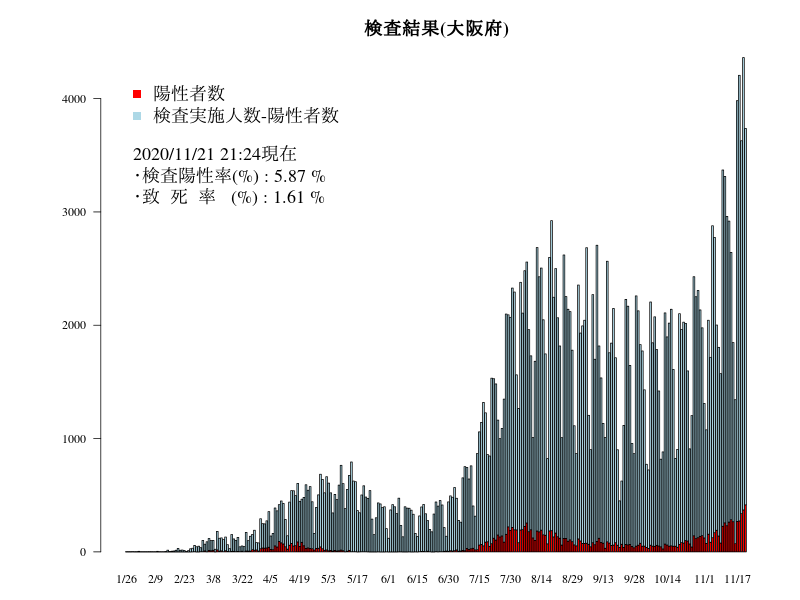 検査結果(大阪府)
陽性者数
検査実施人数-陽性者数
2020/11/21 21:24現在
・検査陽性率(%) : 5.87 %
・致 死 率 (%) : 1.61 %
4000
3000
2000
1000
0
1/26 2/9 2/23 3/8 3/22 4/5 4/19 5/3 5/17 6/1 6/15 6/30 7/15 7/30 8/14 8/29 9/13 9/28 10/14 11/1 11/17